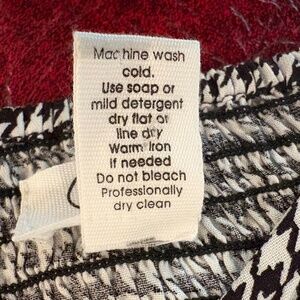 Machine wash
cold.
Use soap or
mild detergent
dry flat or
line dry
Warm Iron
if needed
Do not bleach
Professionally
dry clean